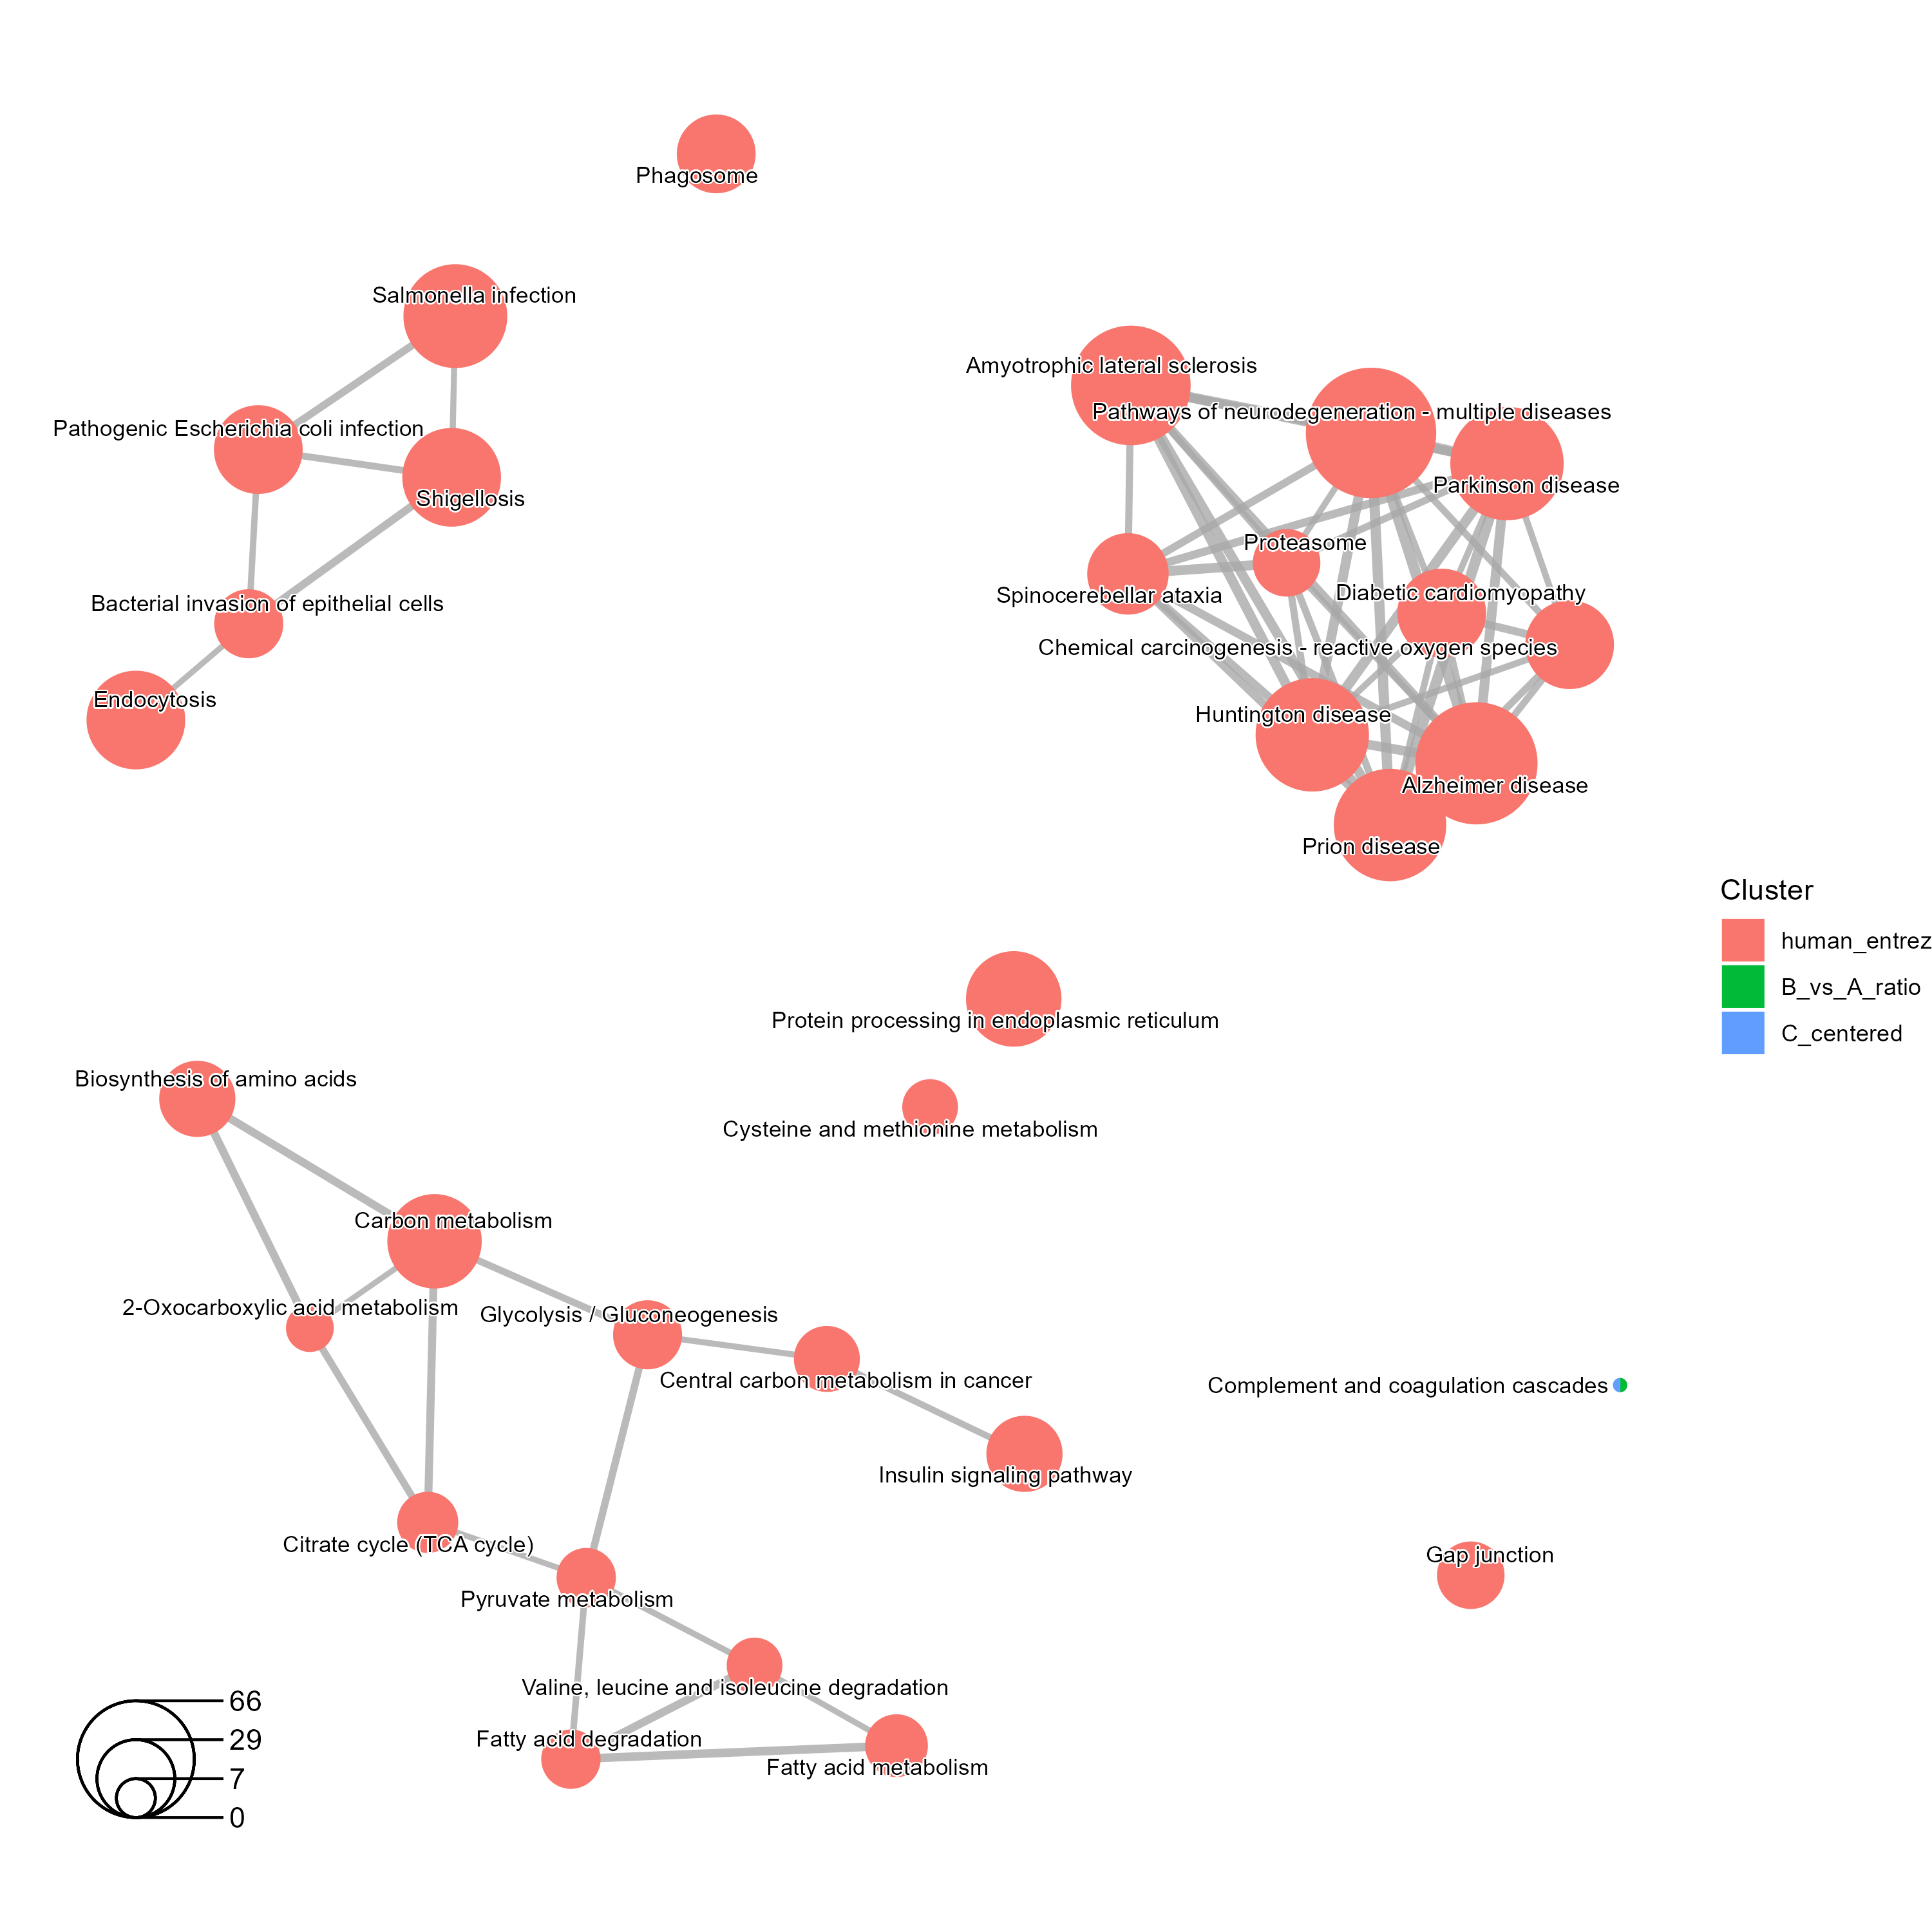 Phagosome
Salmonella infection
Amyotrophic lateral sclerosis
Pathways of neurodegeneration - multiple diseases
Pathogenic Escherichia coli infection
Parkinson disease
Shigellosis
Proteasome
Diabetic cardiomyopathy
Spinocerebellar ataxia
Bacterial invasion of epithelial cells
Chemical carcinogenesis - reactive oxygen species
Endocytosis
Huntington disease
Alzheimer disease
Prion disease
Cluster
human_entrez
B_vs_A_ratio
C_centered
Protein processing in endoplasmic reticulum
Biosynthesis of amino acids
Cysteine and methionine metabolism
Carbon metabolism
2-Oxocarboxylic acid metabolism
Glycolysis / Gluconeogenesis
Central carbon metabolism in cancer
Complement and coagulation cascades
Insulin signaling pathway
Citrate cycle (TCA cycle)
Gap junction
Pyruvate metabolism
Valine, leucine and isoleucine degradation
Fatty acid degradation
Fatty acid metabolism
66
29
7
0